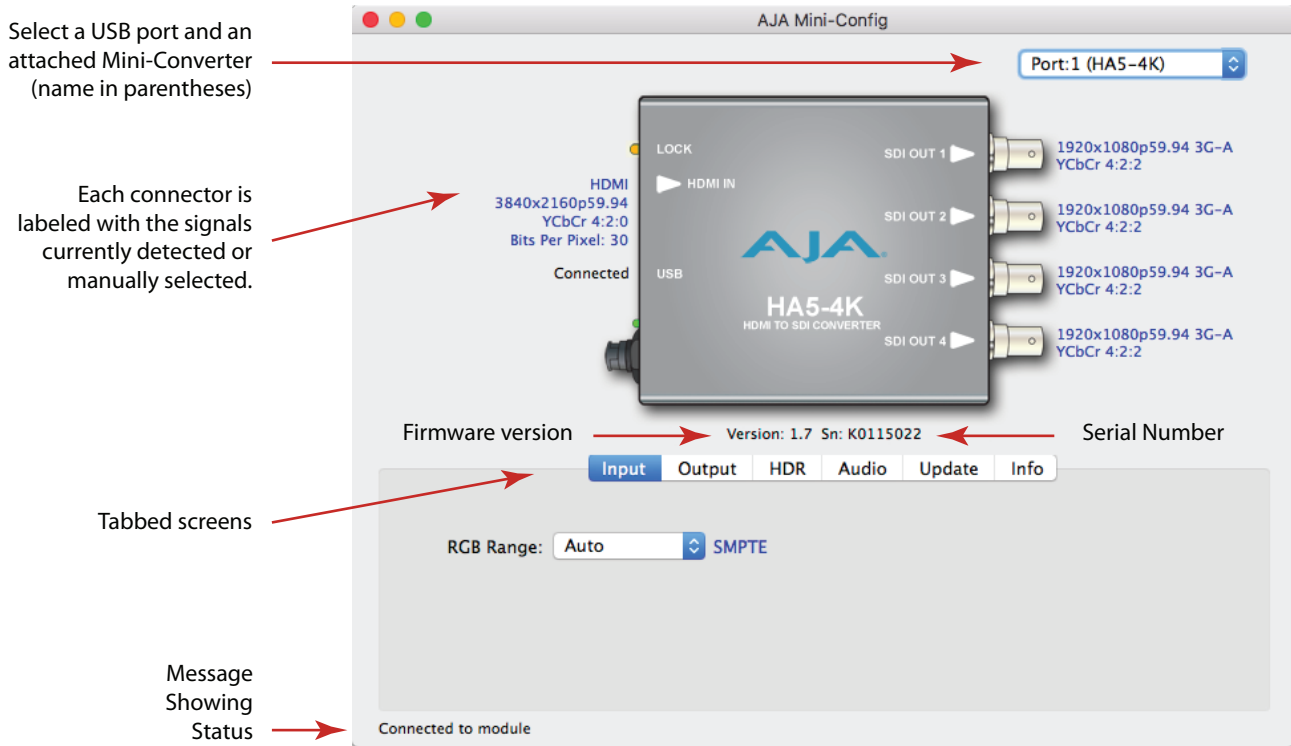 AJA Mini-Config
Select a USB port and an
attached Mini-Converter
(name in parentheses)
Port:1 (HA5-4K)
LOCK
HDMI IN
USB
SDI OUT 1
SDI OUT 2
SDI OUT 3
SDI OUT 4
AJA
HA5-4K
HDMI TO SDI CONVERTER
Each connector is
labeled with the signals
currently detected or
manually selected.
HDMI
3840x2160p59.94
YCbCr 4:2:0
Bits Per Pixel: 30
Connected
1920x1080p59.94 3G-A
YCbCr 4:2:2
1920x1080p59.94 3G-A
YCbCr 4:2:2
1920x1080p59.94 3G-A
YCbCr 4:2:2
1920x1080p59.94 3G-A
YCbCr 4:2:2
Firmware version
Version: 1.7 Sn: K0115022
Serial Number
Input Output HDR Audio Update Info
Tabbed screens
RGB Range: Auto SMPTE
Message
Showing
Status
Connected to module